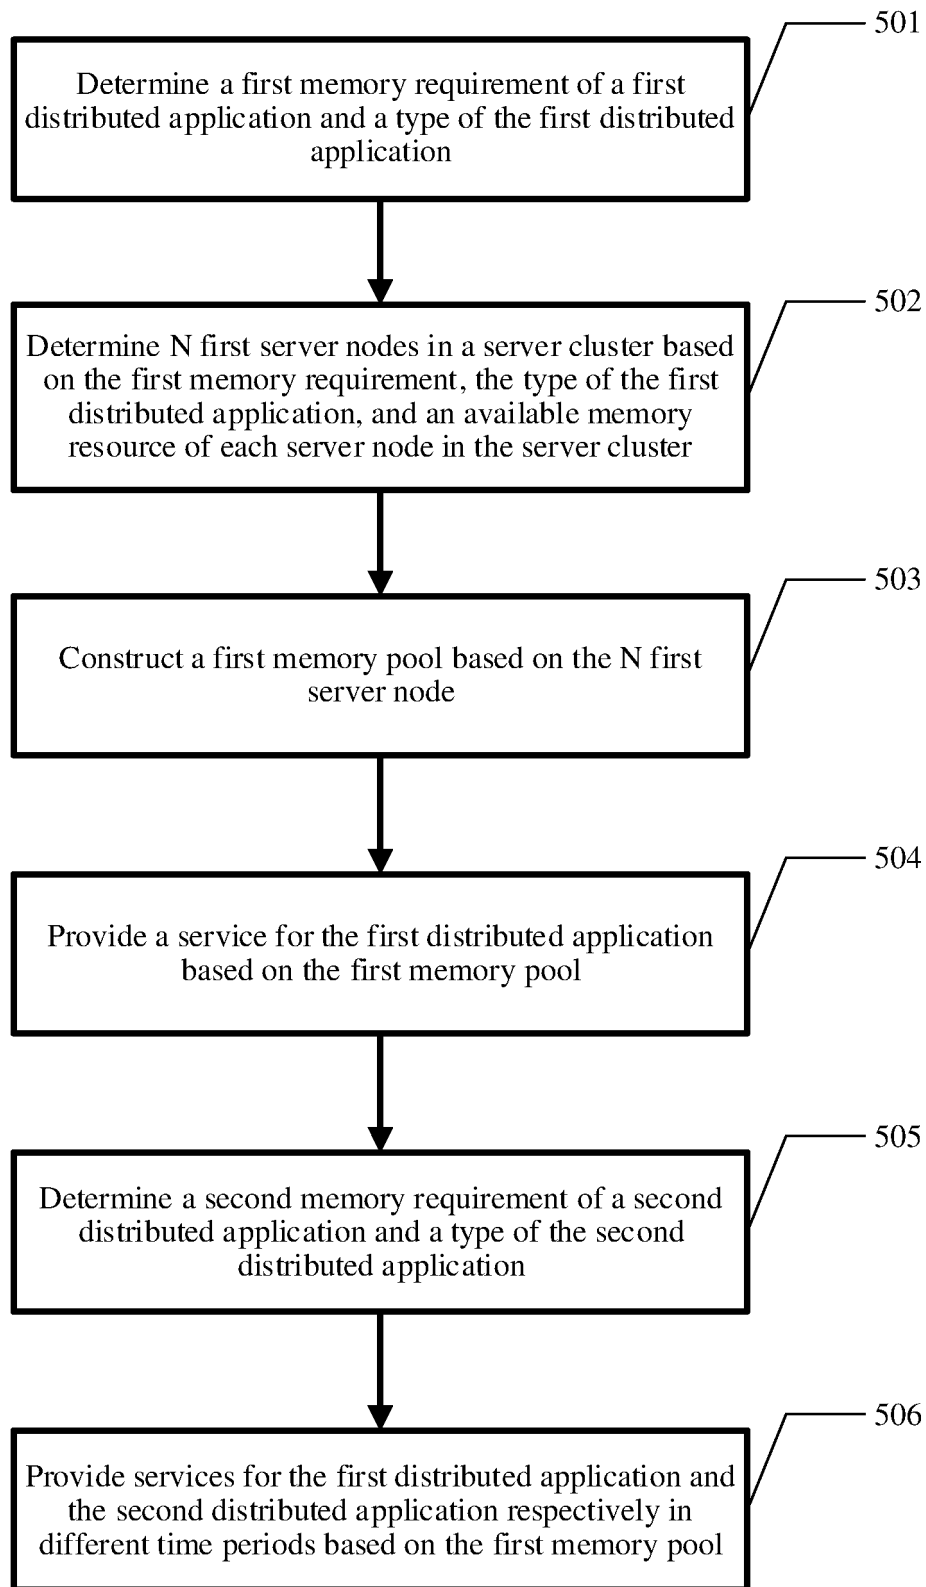 501
Determine a first memory requirement of a first
distributed application and a type of the first distributed
application
502
Determine N first server nodes in a server cluster based
on the first memory requirement, the type of the first
distributed application, and an available memory
resource of each server node in the server cluster
503
Construct a first memory pool based on the N first
server node
504
Provide a service for the first distributed application
based on the first memory pool
505
Determine a second memory requirement of a second
distributed application and a type of the second
distributed application
506
Provide services for the first distributed application and
the second distributed application respectively in
different time periods based on the first memory pool